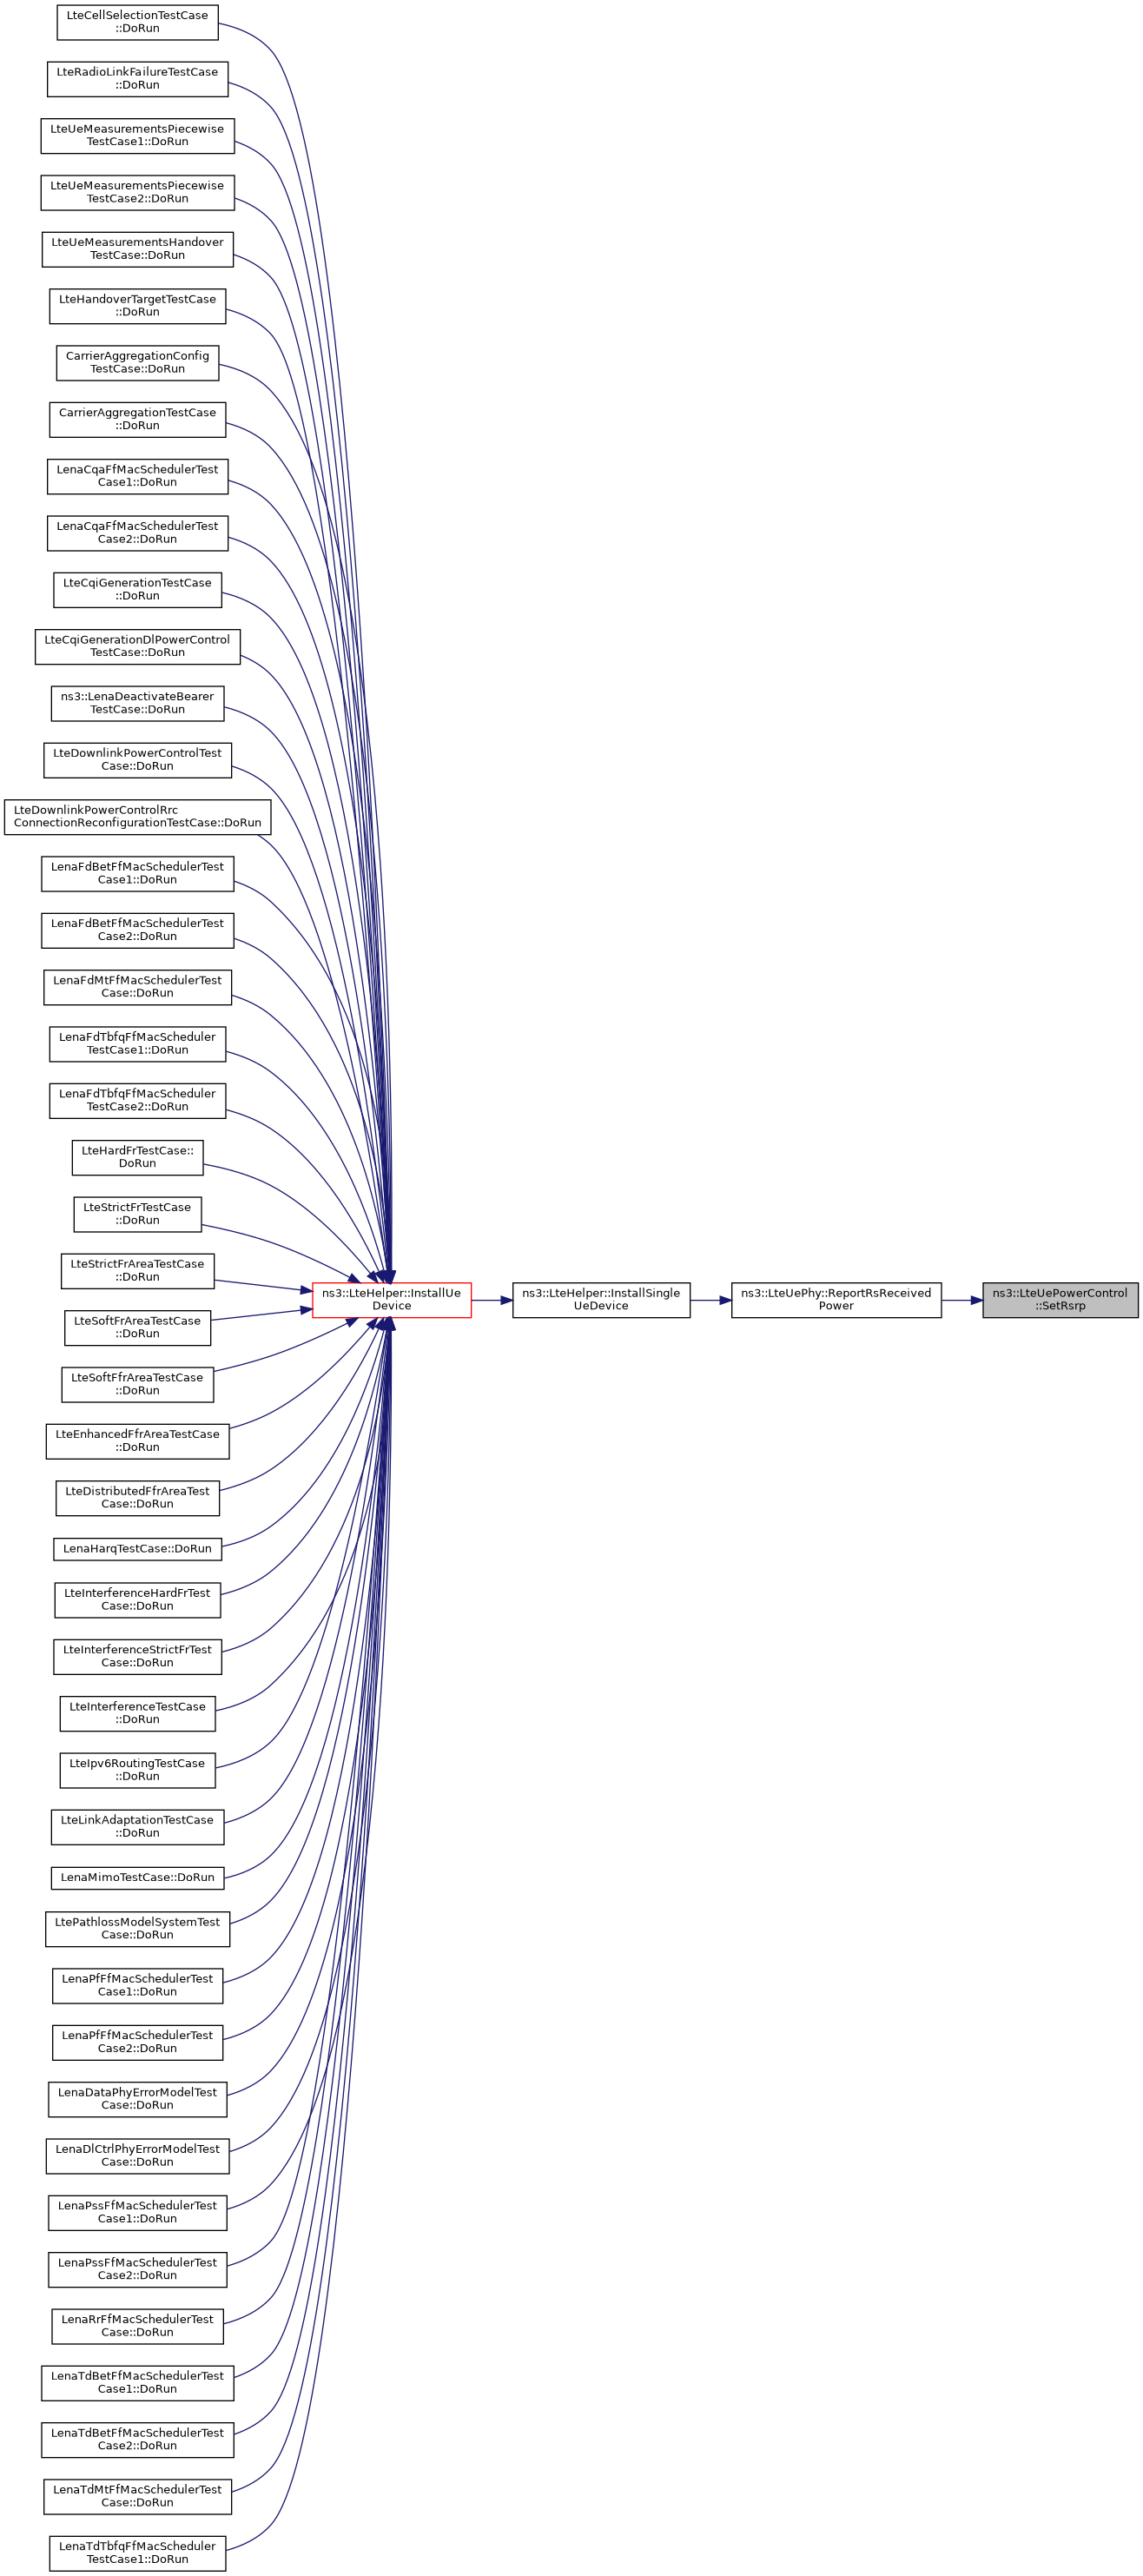 LteCellSelectionTestCase
::DoRun
LteRadioLinkFailureTestCase
::DoRun
LteUeMeasurementsPiecewise
TestCase1::DoRun
LteUeMeasurementsPiecewise
TestCase2::DoRun
LteUeMeasurementsHandover
TestCase::DoRun
LteHandoverTargetTestCase
::DoRun
CarrierAggregationConfig
TestCase::DoRun
CarrierAggregationTestCase
::DoRun
LenaCqaFfMacSchedulerTest
Case1::DoRun
LenaCqaFfMacSchedulerTest
Case2::DoRun
LteCqiGenerationTestCase
::DoRun
LteCqiGenerationDlPowerControl
TestCase::DoRun
ns3::LenaDeactivateBearer
TestCase::DoRun
LteDownlinkPowerControlTest
Case::DoRun
LteDownlinkPowerControlRrc
ConnectionReconfigurationTestCase::DoRun
LenaFdBetFfMacSchedulerTest
Case1::DoRun
LenaFdBetFfMacSchedulerTest
Case2::DoRun
LenaFdMtFfMacSchedulerTest
Case::DoRun
LenaFdTbfqFfMacScheduler
TestCase1::DoRun
LenaFdTbfqFfMacScheduler
TestCase2::DoRun
LteHardFrTestCase::
DoRun
LteStrictFrTestCase
::DoRun
LteStrictFrAreaTestCase
::DoRun
LteSoftFrAreaTestCase
::DoRun
LteSoftFfrAreaTestCase
::DoRun
LteEnhancedFfrAreaTestCase
::DoRun
LteDistributedFfrAreaTest
Case::DoRun
LenaHarqTestCase::DoRun
LteInterferenceHardFrTest
Case::DoRun
LteInterferenceStrictFrTest
Case::DoRun
LteInterferenceTestCase
::DoRun
LteIpv6RoutingTestCase
::DoRun
LteLinkAdaptationTestCase
::DoRun
LenaMimoTestCase::DoRun
LtePathlossModelSystemTest
Case::DoRun
LenaPfFfMacSchedulerTest
Case1::DoRun
LenaPfFfMacSchedulerTest
Case2::DoRun
LenaDataPhyErrorModelTest
Case::DoRun
LenaDlCtrlPhyErrorModelTest
Case::DoRun
LenaPssFfMacSchedulerTest
Case1::DoRun
LenaPssFfMacSchedulerTest
Case2::DoRun
LenaRrFfMacSchedulerTest
Case::DoRun
LenaTdBetFfMacSchedulerTest
Case1::DoRun
LenaTdBetFfMacSchedulerTest
Case2::DoRun
LenaTdMtFfMacSchedulerTest
Case::DoRun
LenaTdTbfqFfMacScheduler
TestCase1::DoRun
ns3::LteHelper::InstallUe
Device
ns3::LteHelper::InstallSingle
UeDevice
ns3::LteUePhy::ReportRsReceived
Power
ns3::LteUePowerControl
::SetRsrp